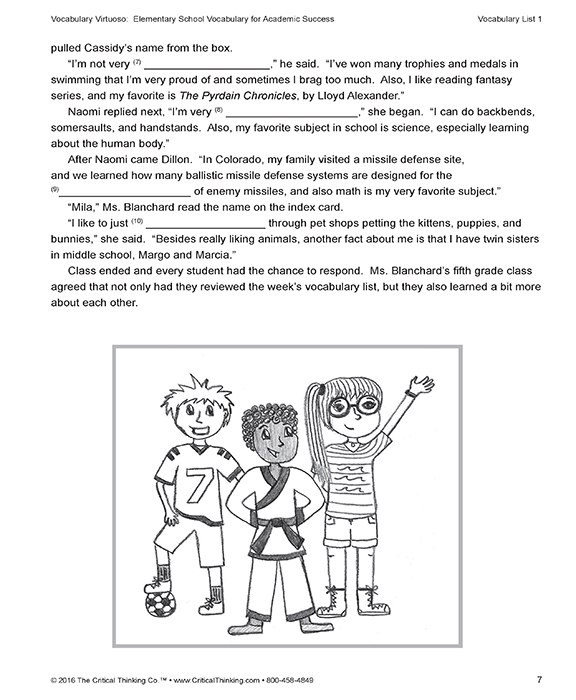 Vocabulary Virtuoso: Elementary School Vocabulary for Academic Success Vocabulary List 1
pulled Cassidy's name from the box.
"I'm not very (7) ____________________," he said. "I've won many trophies and medals in
swimming that I'm very proud of and sometimes I brag too much. Also, I like reading fantasy
series, and my favorite is The Pyrdain Chronicles, by Lloyd Alexander."
Naomi replied next, "I'm very (8) ____________________," she began. "I can do backbends,
somersaults, and handstands. Also, my favorite subject in school is science, especially learning
about the human body."
After Naomi came Dillon. "In Colorado, my family visited a missile defense site,
and we learned how many ballistic missile defense systems are designed for the
(9)____________________ of enemy missiles, and also math is my very favorite subject."
"Mila," Ms. Blanchard read the name on the index card.
"I like to just (10) ____________________ through pet shops petting the kittens, puppies, and
bunnies," she said. "Besides really liking animals, another fact about me is that I have twin sisters
in middle school, Margo and Marcia."
Class ended and every student had the chance to respond. Ms. Blanchard's fifth grade class
agreed that not only had they reviewed the week's vocabulary list, but they also learned a bit more
about each other.
7
© 2016 The Critical Thinking Co.™ • www.CriticalThinking.com • 800-458-4849 7